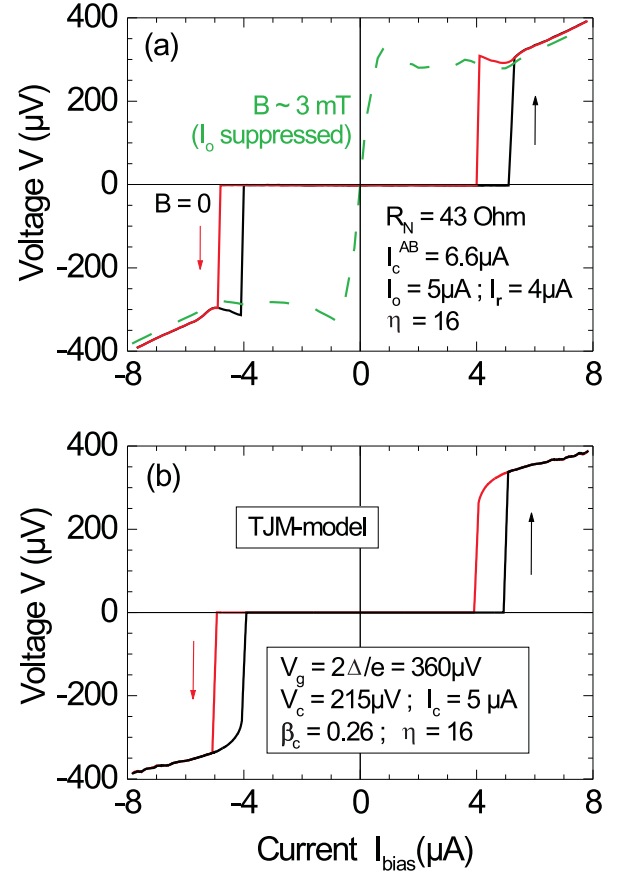 400
(a)
200
B ~ 3 mT
(I_o suppressed)
0
B = 0
R_N = 43 Ohm
I_c^AB = 6.6µA
-200
I_o = 5µA ; I_r = 4µA
η = 16
-400
-8 -4 0 4 8
Voltage V (µV)
400
(b)
200
TJM-model
0
V_g = 2Δ/e = 360µV
-200
V_c = 215µV ; I_c = 5 µA
β_c = 0.26 ; η = 16
-400
-8 -4 0 4 8
Voltage V (µV)
Current I_bias(µA)